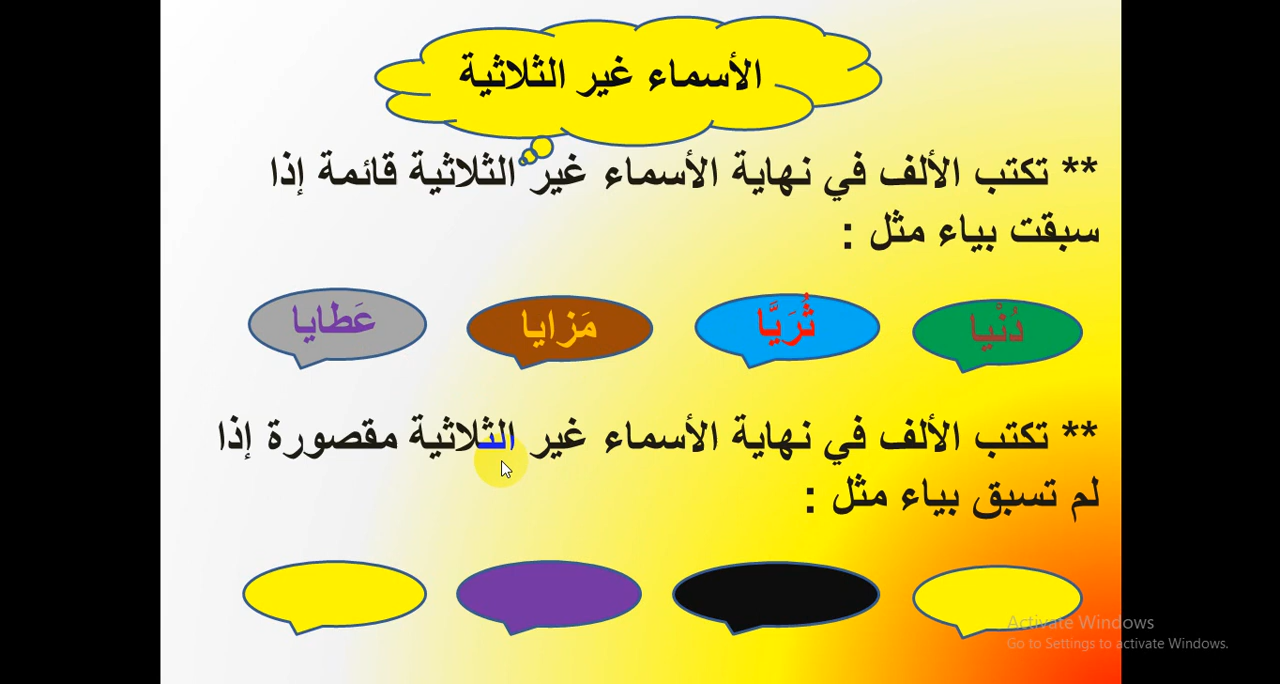 الأسماء غير الثلاثية
** تكتب الألف في نهاية الأسماء غير الثلاثية قائمة إذا
سبقت بياء مثل :
دُنْيا ثُرَيَّا مَزايا عَطايا
** تكتب الألف في نهاية الأسماء غير الثلاثية مقصورة إذا
لم تسبق بياء مثل :
Activate Windows
Go to Settings to activate Windows.